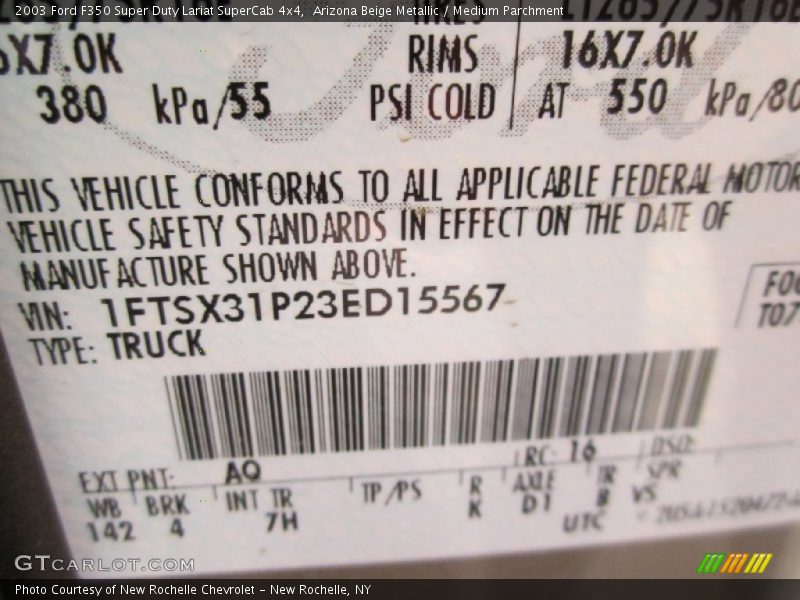 2003 Ford F350 Super Duty Lariat SuperCab 4x4, Arizona Beige Metallic / Medium Parchment
X7.0K RIMS 16X7.0K
380 kPa/55 PSI COLD AT 550 kPa/80
THIS VEHICLE CONFORMS TO ALL APPLICABLE FEDERAL MOTOR
VEHICLE SAFETY STANDARDS IN EFFECT ON THE DATE OF
MANUFACTURE SHOWN ABOVE.
VIN: 1FTSX31P23ED15567
TYPE: TRUCK
EXT PNT: AQ RC: 16 DSO:
WB BRK INT TR TP/PS R AXLE TR SPR
142 4 7H K D1 B VS
UTC
GTCARLOT.COM
Photo Courtesy of New Rochelle Chevrolet – New Rochelle, NY